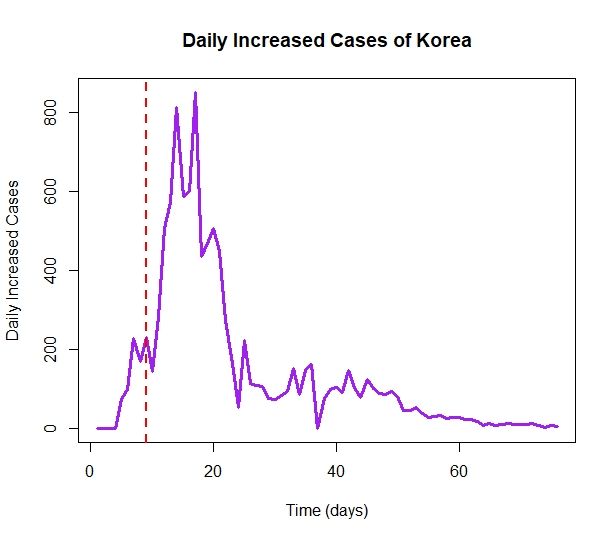 Daily Increased Cases of Korea
Daily Increased Cases
800
600
400
200
0
0 20 40 60
Time (days)